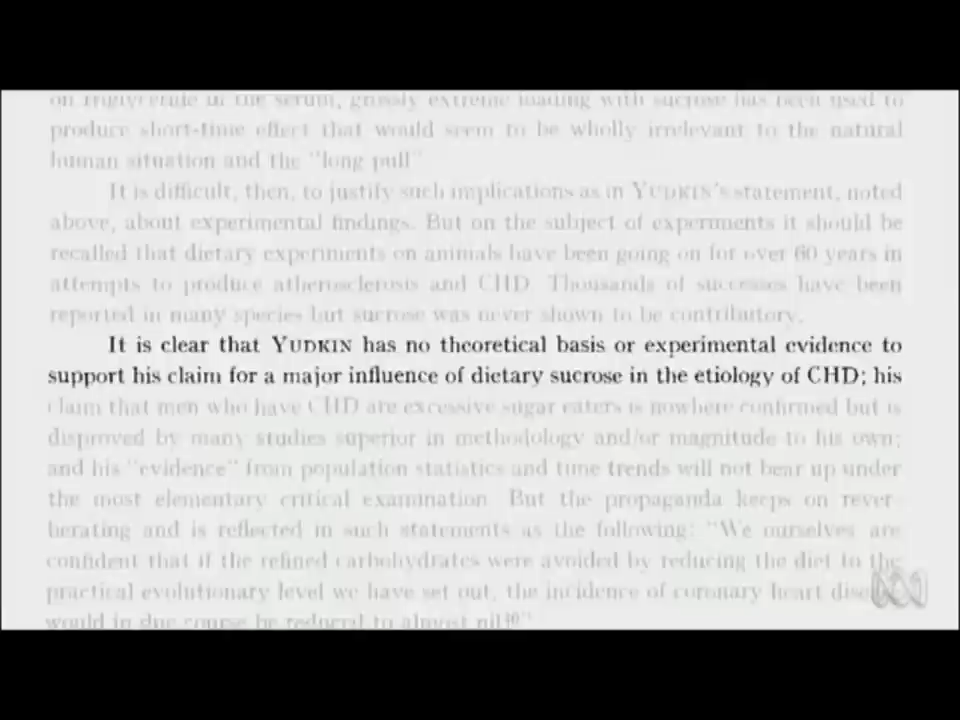 on triglyceride in the serum, grossly extreme loading with sucrose has been used to
produce short-time effect that would seem to be wholly irrelevant to the natural
human situation and the "long pull"
It is difficult, then, to justify such implications as in YUDKIN's statement, noted
above, about experimental findings. But on the subject of experiments it should be
recalled that dietary experiments on animals have been going on for over 60 years in
attempts to produce atherosclerosis and CHD. Thousands of successes have been
reported in many species but sucrose was never shown to be contributory.
It is clear that YUDKIN has no theoretical basis or experimental evidence to
support his claim for a major influence of dietary sucrose in the etiology of CHD; his
claim that men who have CHD are excessive sugar eaters is nowhere confirmed but is
disproved by many studies superior in methodology and/or magnitude to his own;
and his "evidence" from population statistics and time trends will not bear up under
the most elementary critical examination. But the propaganda keeps on rever-
berating and is reflected in such statements as the following: "We ourselves are
confident that if the refined carbohydrates were avoided by reducing the diet to the
practical evolutionary level we have set out, the incidence of coronary heart
would in due course be reduced to almost nil